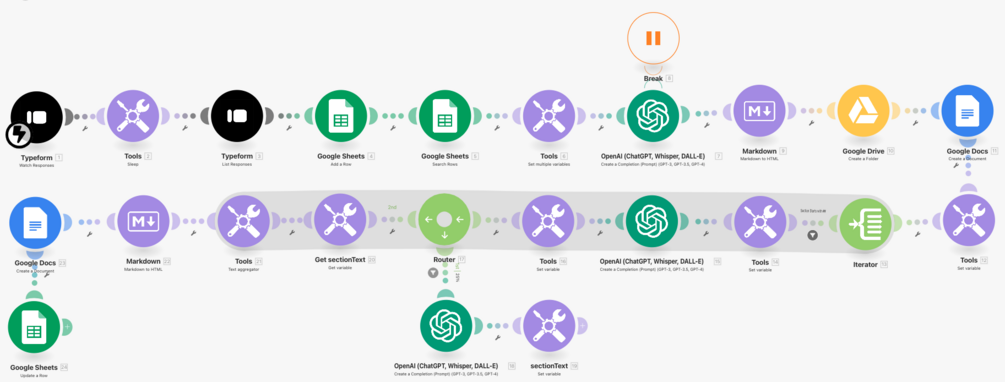 Break 8
Typeform 1
Watch Responses
Tools 2
Sleep
Typeform 3
List Responses
Google Sheets 4
Add a Row
Google Sheets 5
Search Rows
Tools 6
Set multiple variables
OpenAI (ChatGPT, Whisper, DALL-E) 7
Create a Completion (Prompt) (GPT-3, GPT-3.5, GPT-4)
Markdown 9
Markdown to HTML
Google Drive 10
Create a Folder
Google Docs 11
Create a Document
Google Docs 23
Create a Document
Markdown 22
Markdown to HTML
Tools 21
Text aggregator
Get sectionText 20
Set variable
Router 17
Tools 16
Set variable
OpenAI (ChatGPT, Whisper, DALL-E) 15
Create a Completion (Prompt) (GPT-3, GPT-3.5, GPT-4)
Tools 14
Set variable
Iterator 13
Tools 12
Set variable
Google Sheets 24
Update a Row
OpenAI (ChatGPT, Whisper, DALL-E) 18
Create a Completion (Prompt) (GPT-3, GPT-3.5, GPT-4)
sectionText 19
Set variable